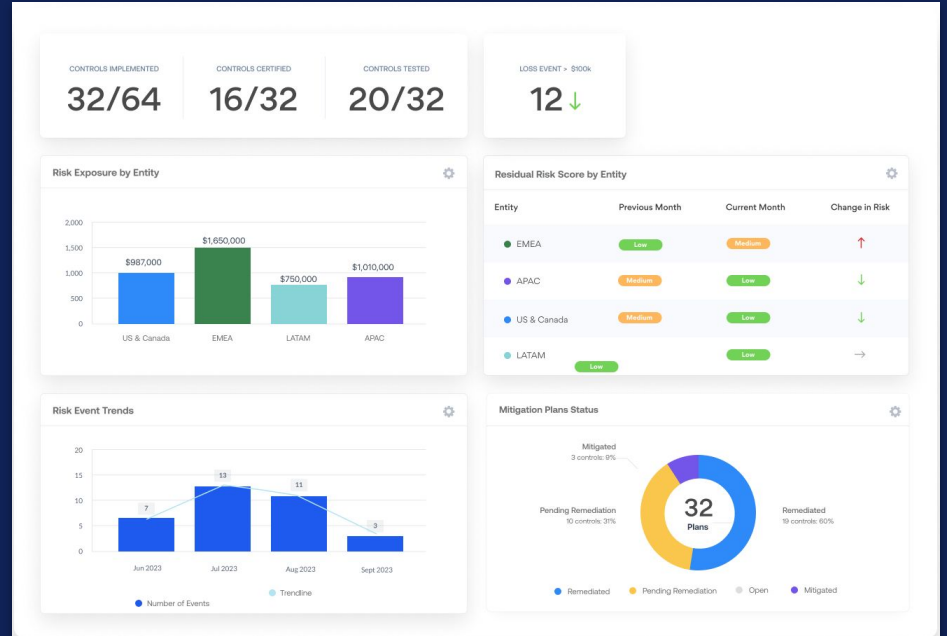 CONTROLS IMPLEMENTED
32/64
CONTROLS CERTIFIED
16/32
CONTROLS TESTED
20/32
LOSS EVENT > $100k
12↓
Risk Exposure by Entity
2,000
1,500
1,000
500
0
$987,000
$1,650,000
$750,000
$1,010,000
US & Canada EMEA LATAM APAC
Residual Risk Score by Entity
Entity Previous Month Current Month Change in Risk
EMEA Low Medium ↑
APAC Medium Low ↓
US & Canada Medium Low ↓
LATAM Low Low →
Risk Event Trends
20
15
10
5
0
7
13
11
3
Jun 2023 Jul 2023 Aug 2023 Sept 2023
Number of Events
Trendline
Mitigation Plans Status
Mitigated
3 controls: 9%
Pending Remediation
10 controls: 31%
32
Plans
Remediated
19 controls: 60%
Remediated Pending Remediation Open Mitigated